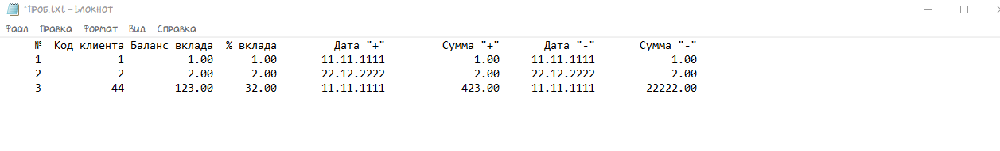 *Проб.txt – Блокнот
Файл Правка Формат Вид Справка
№ Код клиента Баланс вклада % вклада Дата "+" Сумма "+" Дата "-" Сумма "-"
1 1 1.00 1.00 11.11.1111 1.00 11.11.1111 1.00
2 2 2.00 2.00 22.12.2222 2.00 22.12.2222 2.00
3 44 123.00 32.00 11.11.1111 423.00 11.11.1111 22222.00